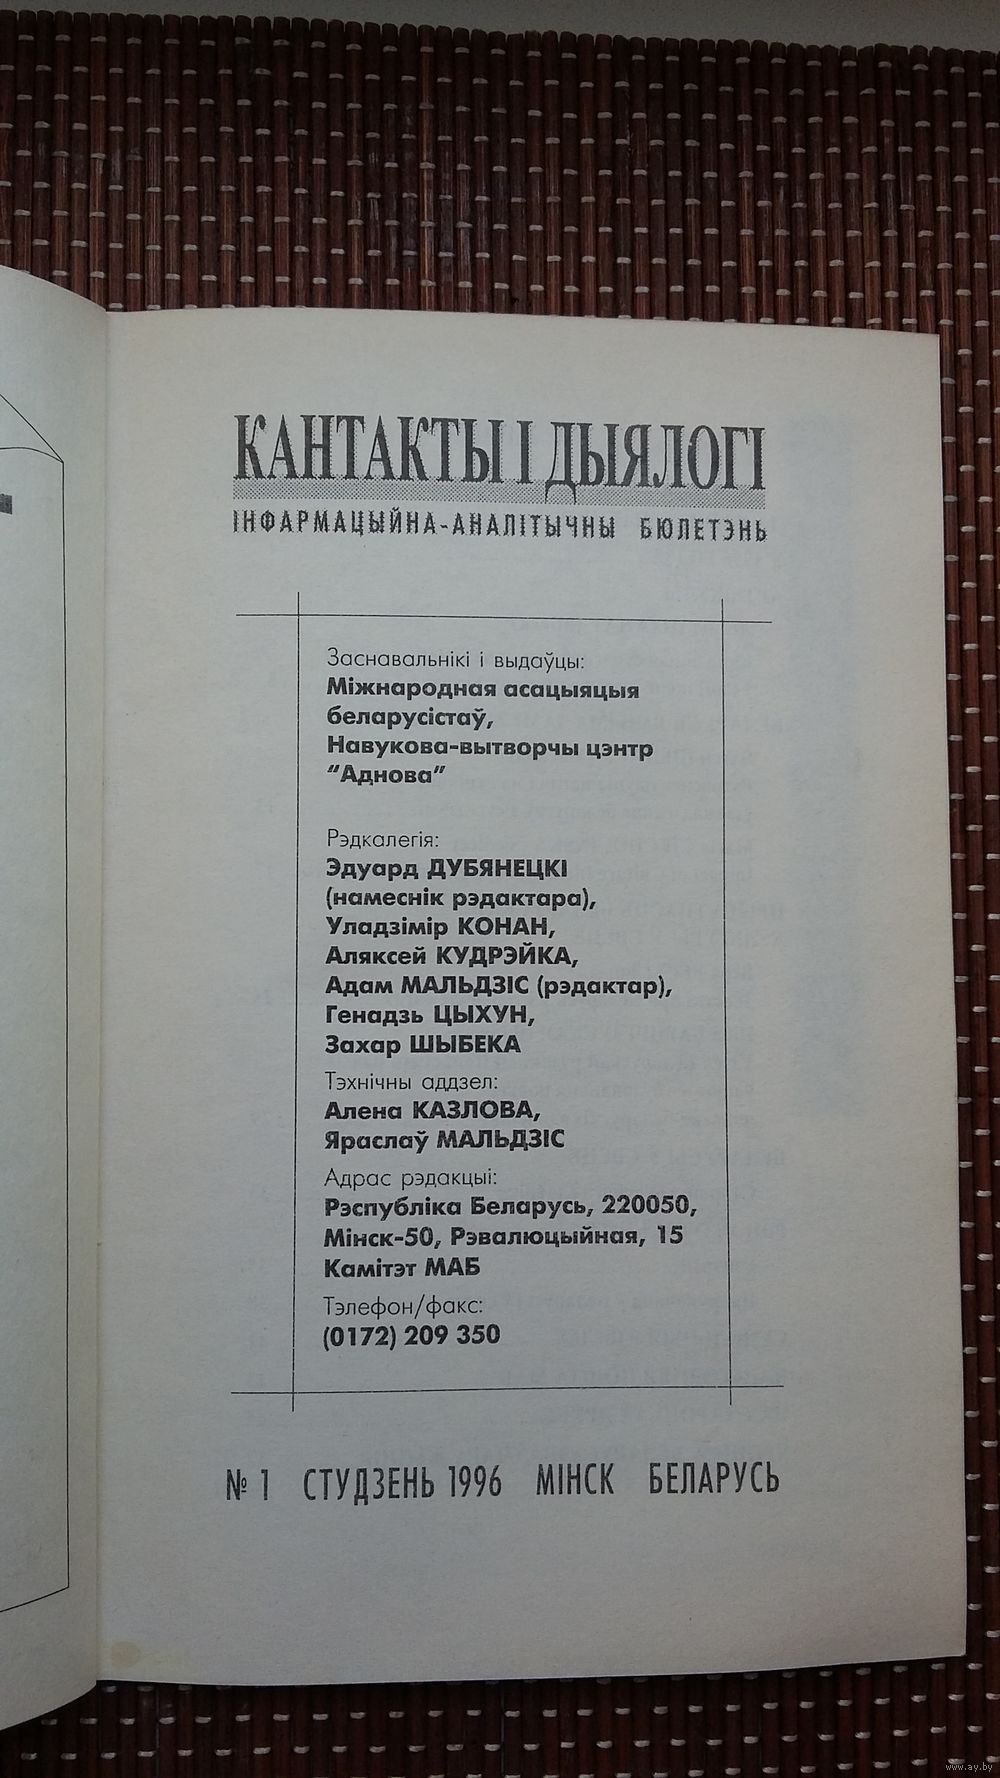 КАНТАКТЫ І ДЫЯЛОГІ
ІНФАРМАЦЫЙНА-АНАЛІТЫЧНЫ БЮЛЕТЭНЬ
Заснавальнікі і выдаўцы:
Міжнародная асацыяцыя
беларусістаў,
Навукова-вытворчы цэнтр
“Аднова”
Рэдкалегія:
Эдуард ДУБЯНЕЦКІ
(намеснік рэдактара),
Уладзімір КОНАН,
Аляксей КУДРЭЙКА,
Адам МАЛЬДЗІС (рэдактар),
Генадзь ЦЫХУН,
Захар ШЫБЕКА
Тэхнічны аддзел:
Алена КАЗЛОВА,
Яраслаў МАЛЬДЗІС
Адрас рэдакцыі:
Рэспубліка Беларусь, 220050,
Мінск-50, Рэвалюцыйная, 15
Камітэт МАБ
Тэлефон/факс:
(0172) 209 350
№ 1 СТУДЗЕНЬ 1996 МІНСК БЕЛАРУСЬ
www.ay.by